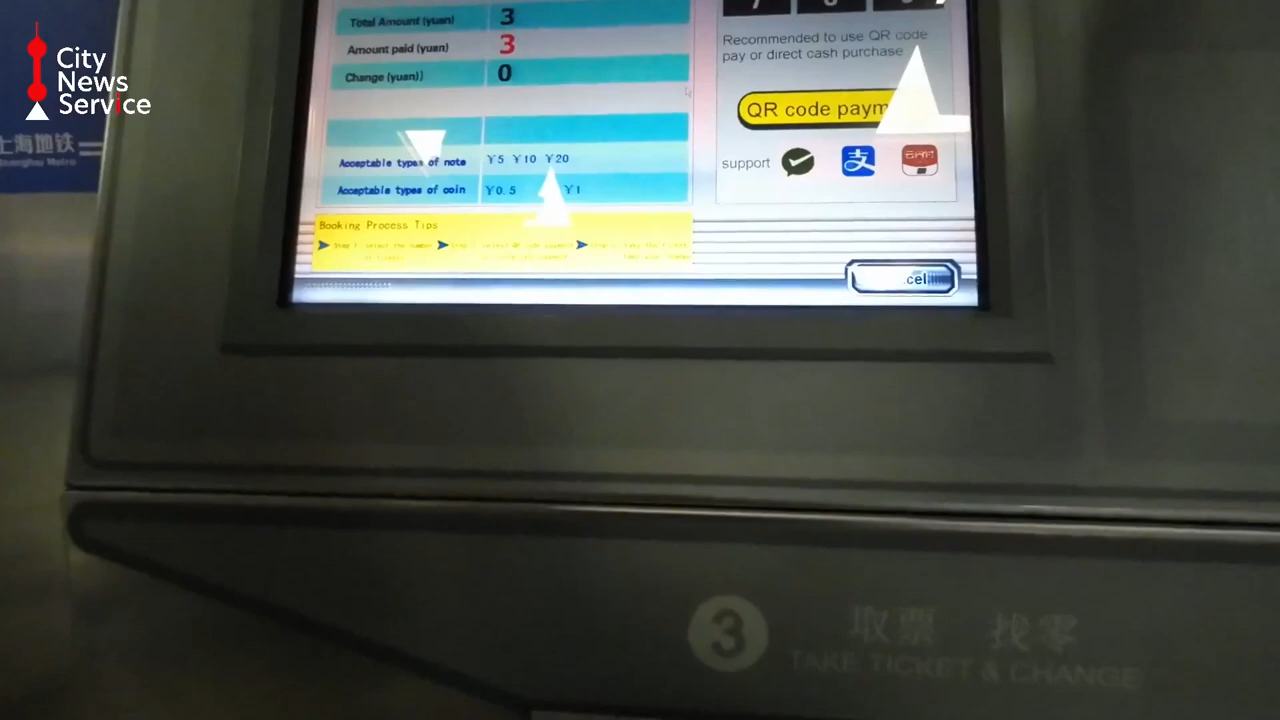 City
News
Service
上海地铁
Shanghai Metro
Total Amount (yuan) 3
Amount paid (yuan) 3
Change (yuan)) 0
Acceptable types of note ¥5 ¥10 ¥20
Acceptable types of coin ¥0.5 ¥1
Booking Process Tips
Recommended to use QR code
pay or direct cash purchase
QR code paym
support
cel
3 取票 找零
TAKE TICKET & CHANGE